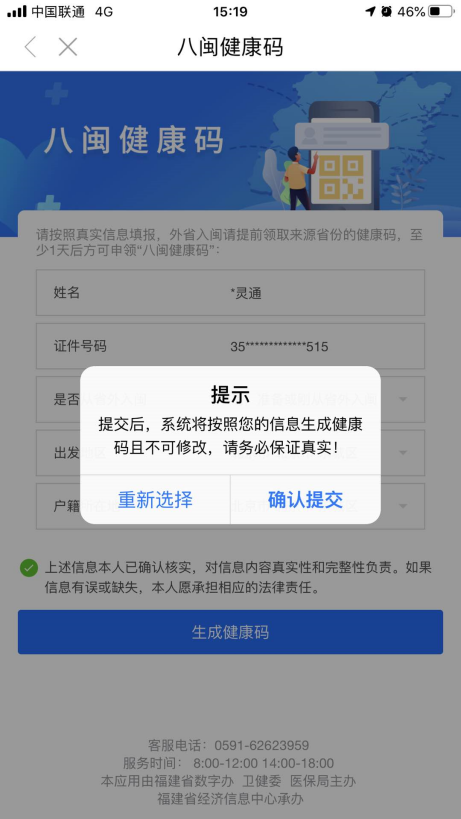 中国联通 4G 15:19 46%
八闽健康码
八闽健康码
请按照真实信息填报，外省入闽请提前领取来源省份的健康码，至
少1天后方可申领“八闽健康码”：
姓名 *灵通
证件号码 35*************515
是否
出发
户籍
提示
提交后，系统将按照您的信息生成健康
码且不可修改，请务必保证真实！
重新选择 确认提交
上述信息本人已确认核实，对信息内容真实性和完整性负责。如果
信息有误或缺失，本人愿承担相应的法律责任。
生成健康码
客服电话：0591-62623959
服务时间：8:00-12:00 14:00-18:00
本应用由福建省数字办 卫健委 医保局主办
福建省经济信息中心承办